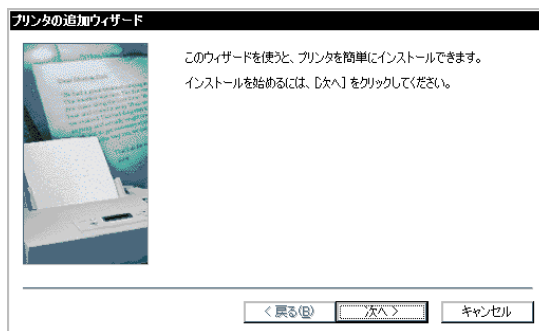 プリンタの追加ウィザード
このウィザードを使うと、プリンタを簡単にインストールできます。
インストールを始めるには、[次へ] をクリックしてください。
< 戻る(B)
次へ >
キャンセル